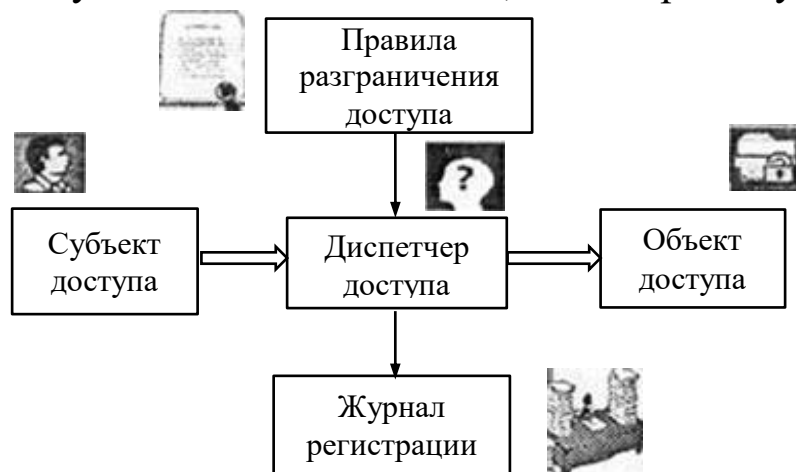 Правила
разграничения
доступа
?
Субъект
доступа
Диспетчер
доступа
Объект
доступа
Журнал
регистрации